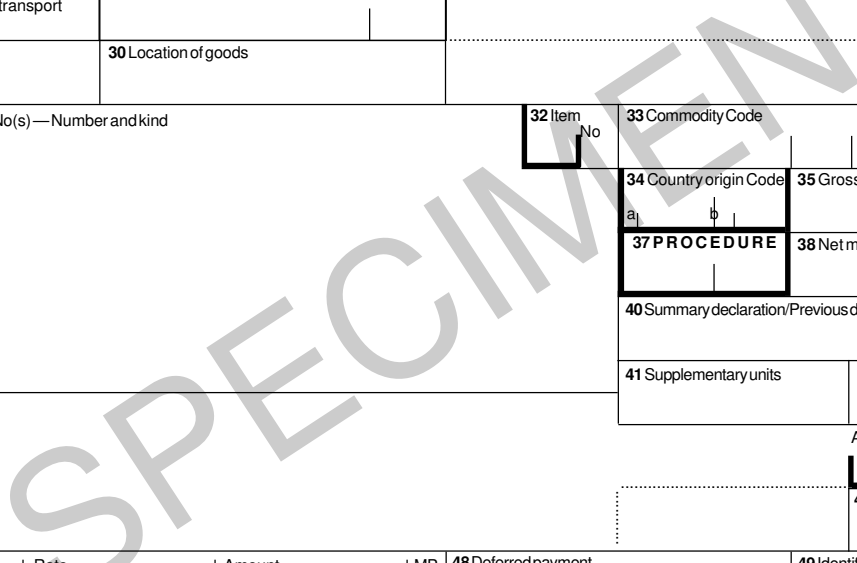 transport
30 Location of goods
No(s) — Number and kind
32 Item
No
33 Commodity Code
34 Country origin Code
35 Gross
a
b
37 PROCEDURE
38 Net m
40 Summary declaration/Previous d
41 Supplementary units
A
SPECIMEN
Rate
Amount
MP
48 Deferred payment
49 Identif